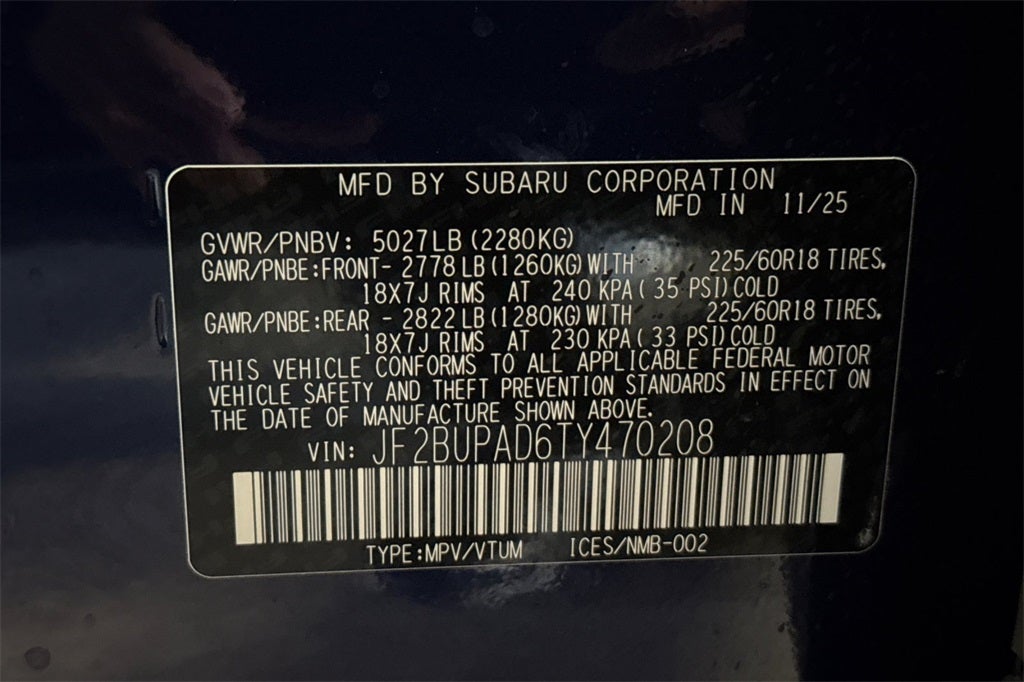 MFD BY SUBARU CORPORATION
MFD IN 11/25
GVWR/PNBV: 5027LB (2280KG)
GAWR/PNBE:FRONT- 2778 LB (1260KG) WITH 225/60R18 TIRES,
18X7J RIMS AT 240 KPA ( 35 PSI) COLD
GAWR/PNBE:REAR - 2822 LB (1280KG) WITH 225/60R18 TIRES,
18X7J RIMS AT 230 KPA ( 33 PSI) COLD
THIS VEHICLE CONFORMS TO ALL APPLICABLE FEDERAL MOTOR
VEHICLE SAFETY AND THEFT PREVENTION STANDARDS IN EFFECT ON
THE DATE OF MANUFACTURE SHOWN ABOVE.
VIN: JF2BUPAD6TY470208
TYPE:MPV/VTUM ICES/NMB-002